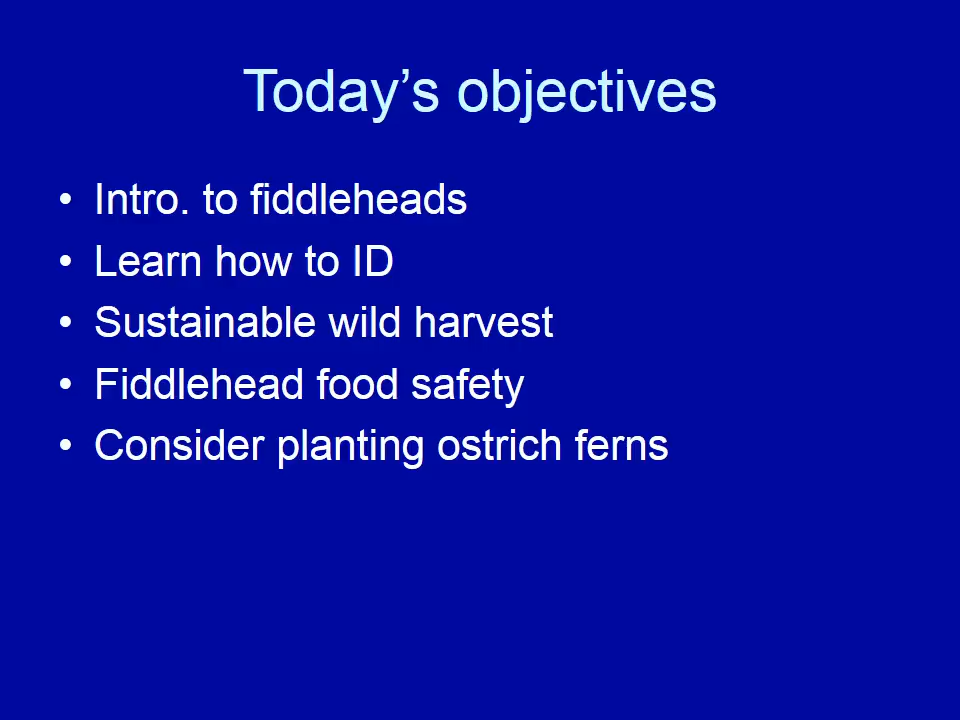 Today’s objectives
• Intro. to fiddleheads
• Learn how to ID
• Sustainable wild harvest
• Fiddlehead food safety
• Consider planting ostrich ferns